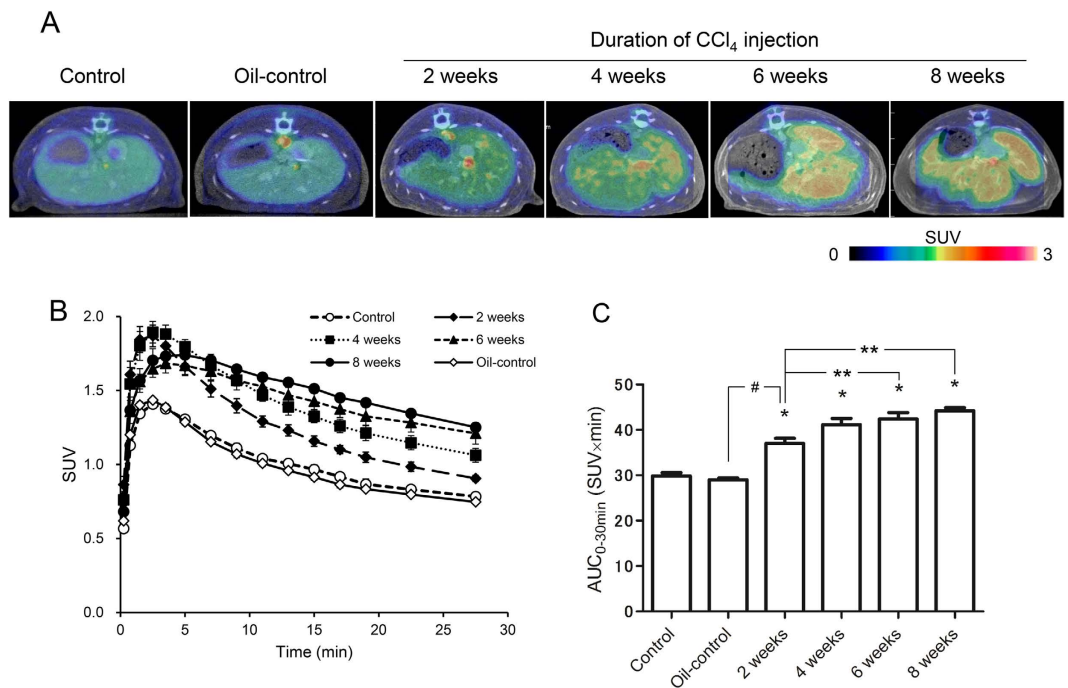 A
Duration of CCl4 injection
Control
Oil-control
2 weeks
4 weeks
6 weeks
8 weeks
SUV
0
3
B
Control
2 weeks
4 weeks
6 weeks
8 weeks
Oil-control
2.0
1.5
1.0
0.5
0.0
SUV
0 5 10 15 20 25 30
Time (min)
C
**
**
#
* * * *
50
40
30
20
10
0
AUC0-30min (SUV×min)
Control
Oil-control
2 weeks
4 weeks
6 weeks
8 weeks